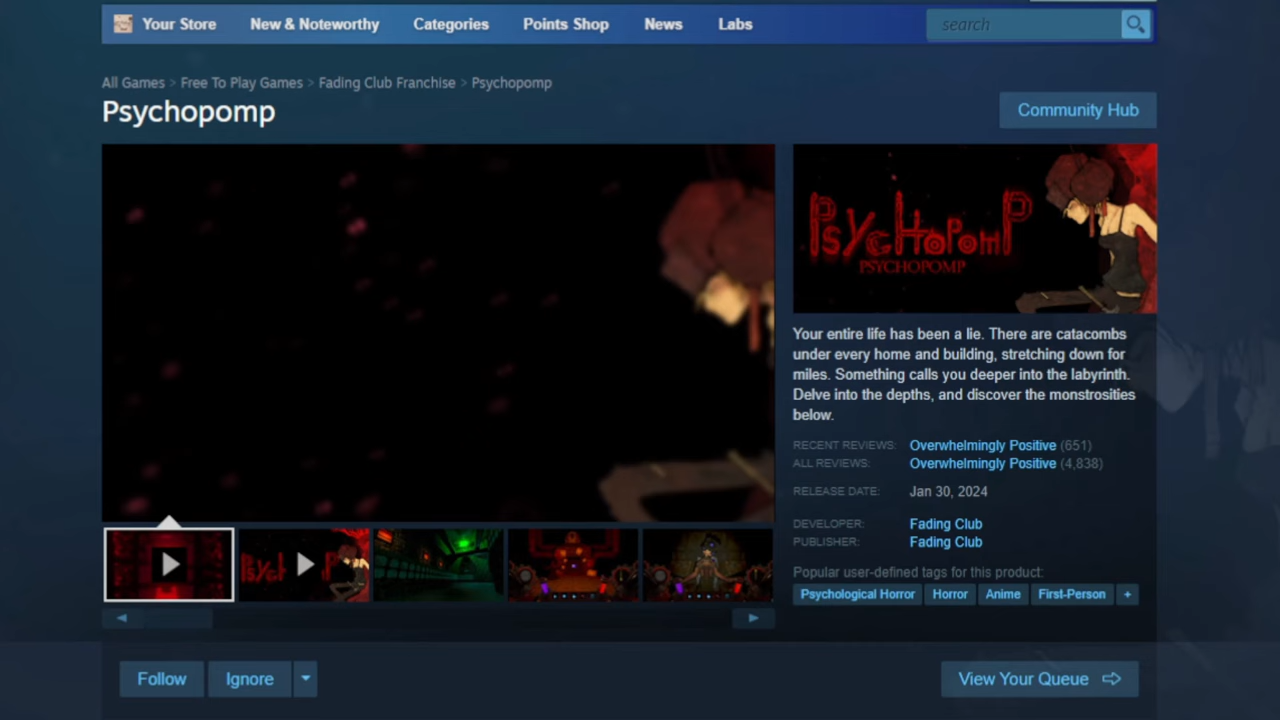 Your Store New & Noteworthy Categories Points Shop News Labs search
All Games > Free To Play Games > Fading Club Franchise > Psychopomp
Psychopomp
Community Hub
PsycHopomP
PSYCHOPOMP
Your entire life has been a lie. There are catacombs
under every home and building, stretching down for
miles. Something calls you deeper into the labyrinth.
Delve into the depths, and discover the monstrosities
below.
RECENT REVIEWS: Overwhelmingly Positive (651)
ALL REVIEWS: Overwhelmingly Positive (4,838)
RELEASE DATE: Jan 30, 2024
DEVELOPER: Fading Club
PUBLISHER: Fading Club
Popular user-defined tags for this product:
Psychological Horror Horror Anime First-Person +
Follow Ignore
View Your Queue